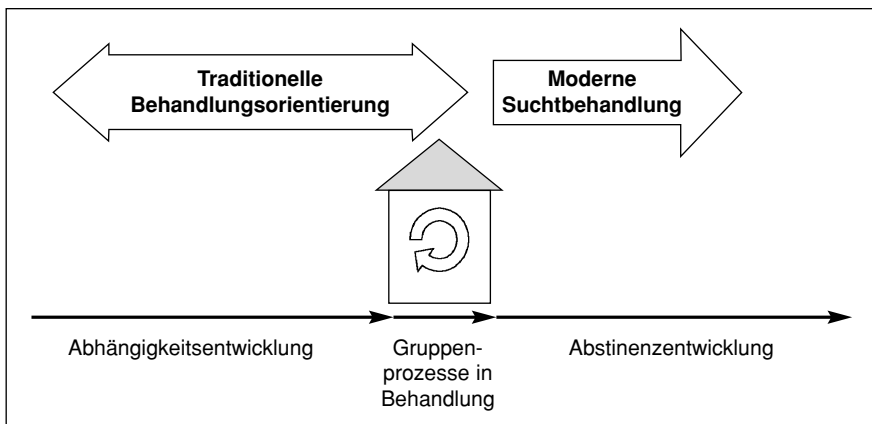 Traditionelle
Behandlungsorientierung
Moderne
Suchtbehandlung
Abhängigkeitsentwicklung
Gruppen-
prozesse in
Behandlung
Abstinenzentwicklung